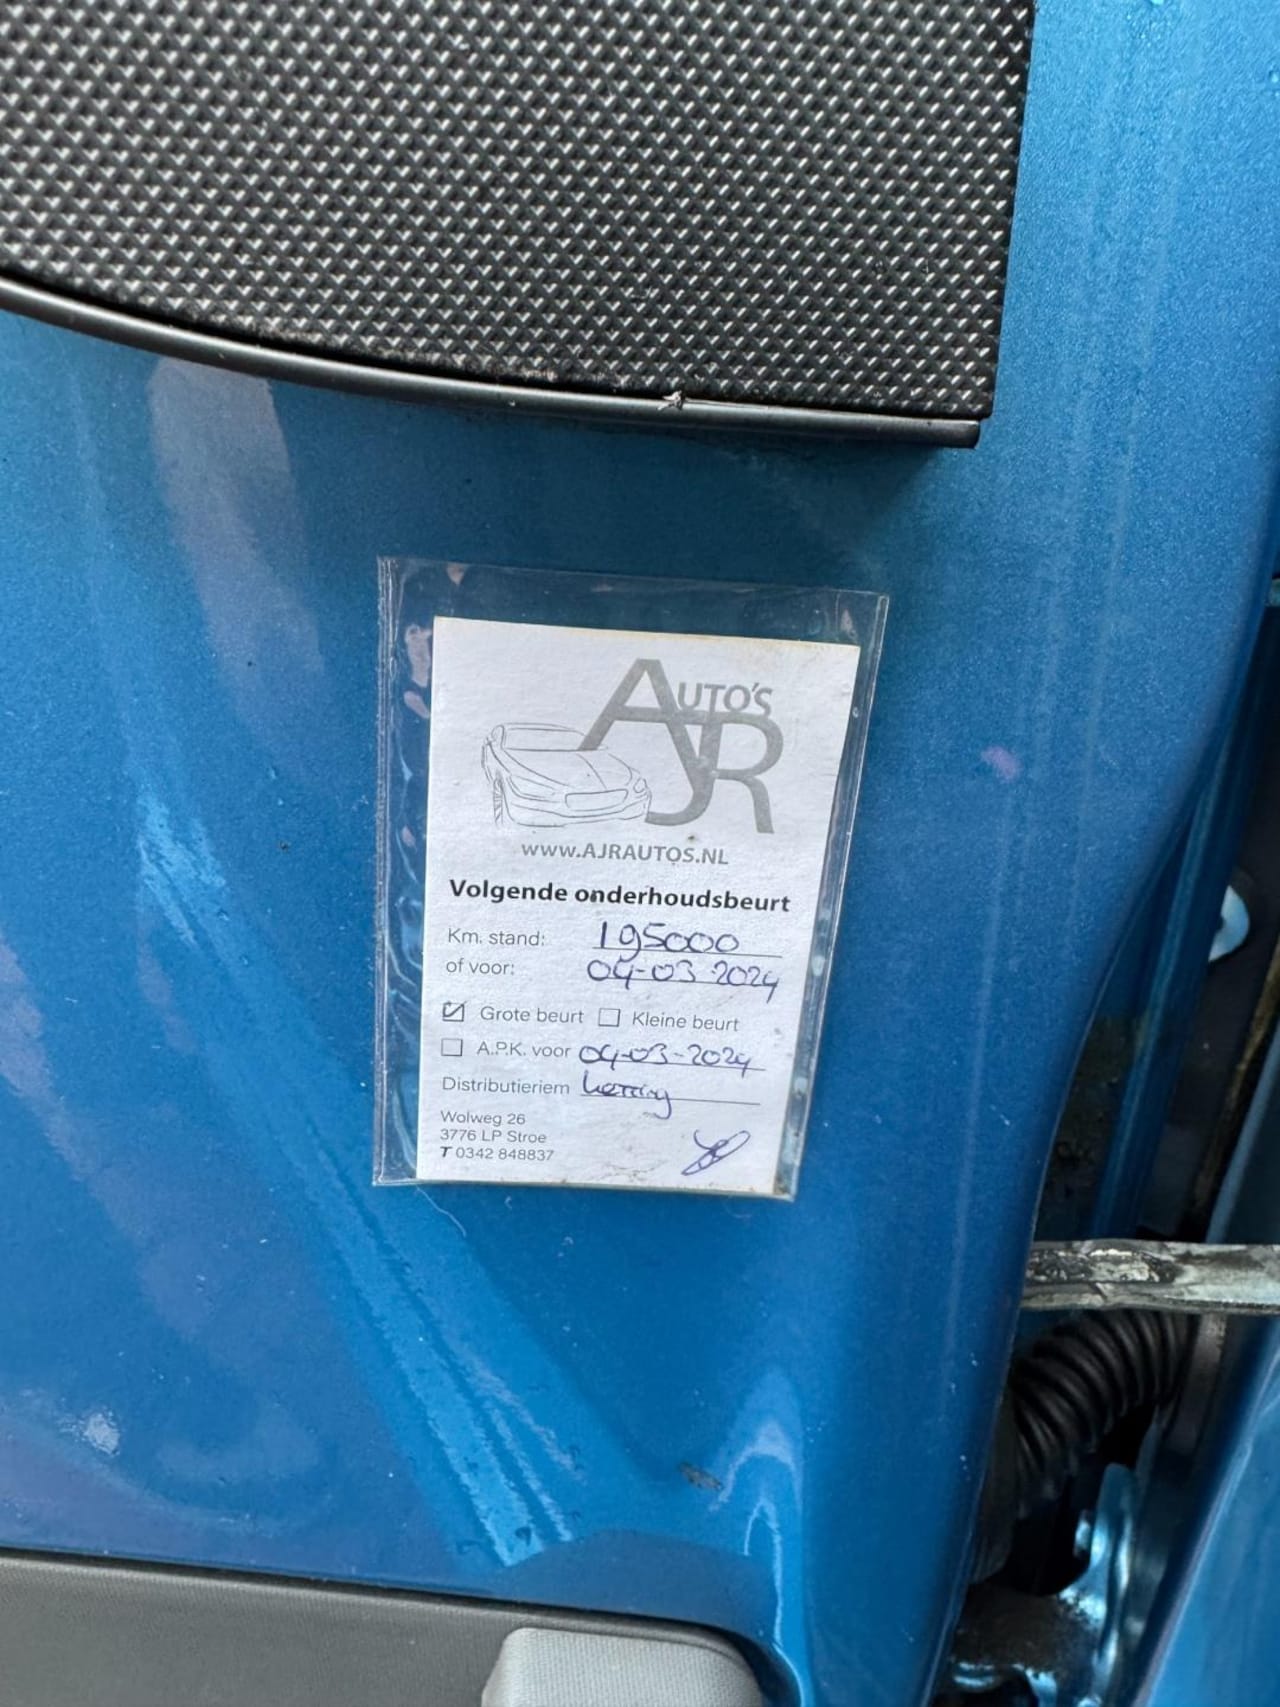 AUTO'S
AJR
www.AJRAUTOS.NL
Volgende onderhoudsbeurt
Km. stand: 195000
of voor: 04-03-2024
Grote beurt Kleine beurt
A.P.K. voor 04-03-2024
Distributieriem ketting
Wolweg 26
3776 LP Stroe
T 0342 848837